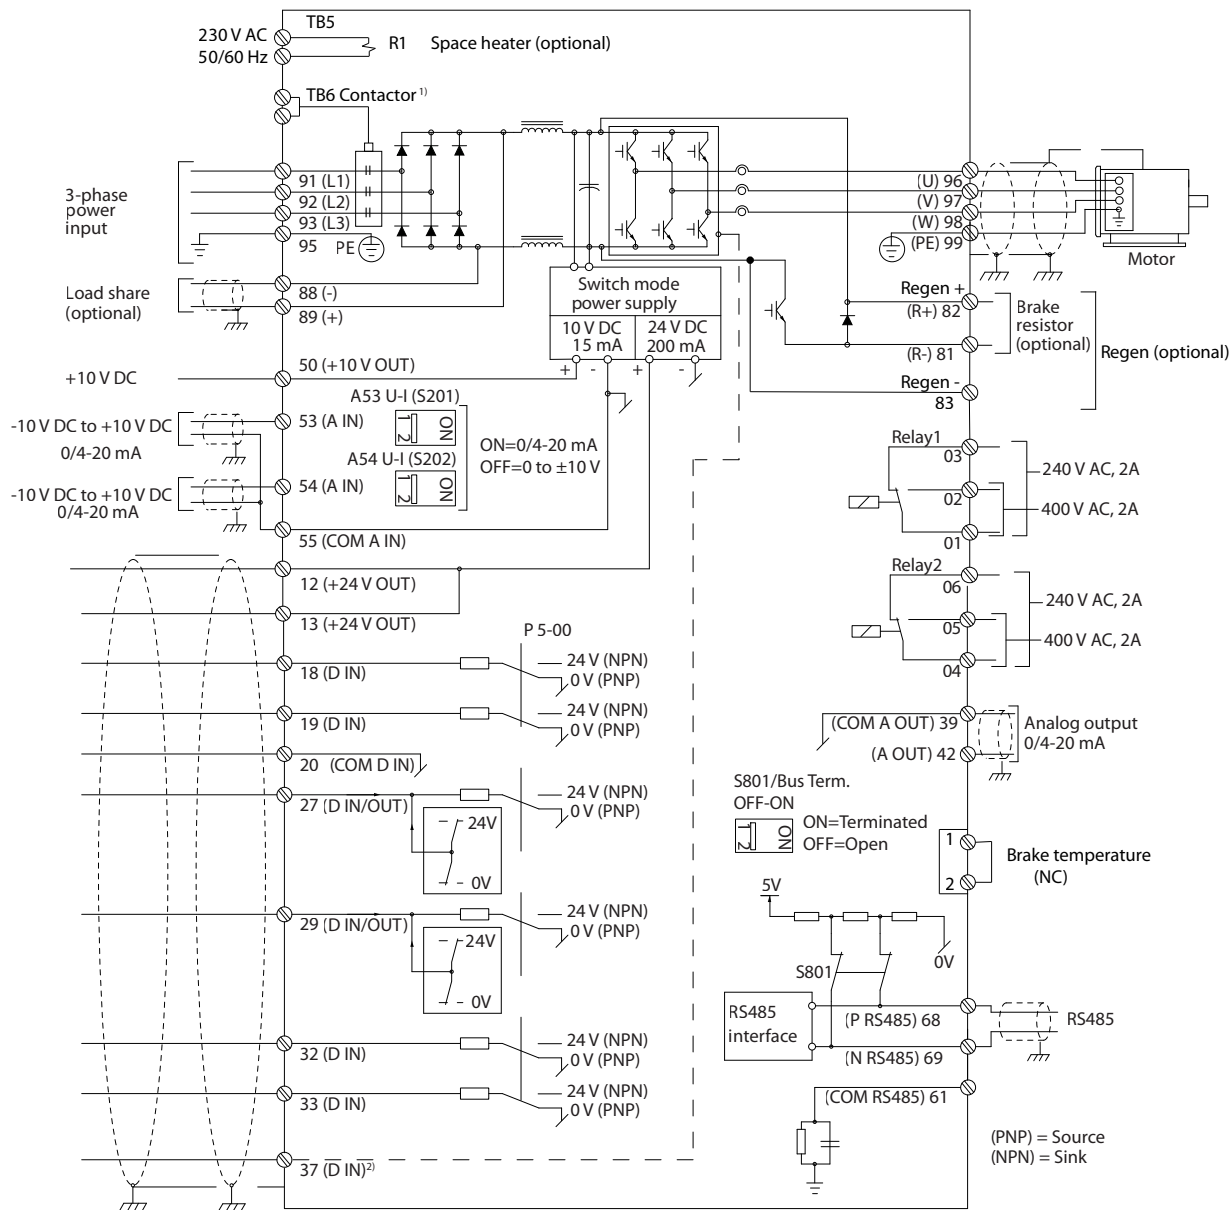 TB5
230 V AC
50/60 Hz
R1
Space heater (optional)
TB6 Contactor 1)
3-phase
power
input
91 (L1)
92 (L2)
93 (L3)
95
PE
(U) 96
(V) 97
(W) 98
(PE) 99
Motor
Load share
(optional)
88 (-)
89 (+)
Switch mode
power supply
10 V DC
15 mA
24 V DC
200 mA
+
-
+
-
Regen +
(R+) 82
Brake
resistor
(optional)
(R-) 81
Regen (optional)
Regen -
83
+10 V DC
50 (+10 V OUT)
A53 U-I (S201)
1 2
ON
-10 V DC to +10 V DC
0/4-20 mA
53 (A IN)
ON=0/4-20 mA
OFF=0 to ±10 V
A54 U-I (S202)
1 2
ON
-10 V DC to +10 V DC
0/4-20 mA
54 (A IN)
55 (COM A IN)
Relay1
03
240 V AC, 2A
02
400 V AC, 2A
01
Relay2
06
240 V AC, 2A
05
400 V AC, 2A
04
12 (+24 V OUT)
13 (+24 V OUT)
P 5-00
18 (D IN)
24 V (NPN)
0 V (PNP)
19 (D IN)
24 V (NPN)
0 V (PNP)
20 (COM D IN)
27 (D IN/OUT)
24 V (NPN)
0 V (PNP)
24V
0V
29 (D IN/OUT)
24 V (NPN)
0 V (PNP)
24V
0V
32 (D IN)
24 V (NPN)
0 V (PNP)
33 (D IN)
24 V (NPN)
0 V (PNP)
37 (D IN) 2)
(COM A OUT) 39
Analog output
0/4-20 mA
(A OUT) 42
S801/Bus Term.
OFF-ON
1 2
ON
ON=Terminated
OFF=Open
1
2
Brake temperature
(NC)
5V
0V
S801
RS485
interface
(P RS485) 68
RS485
(N RS485) 69
(COM RS485) 61
(PNP) = Source
(NPN) = Sink